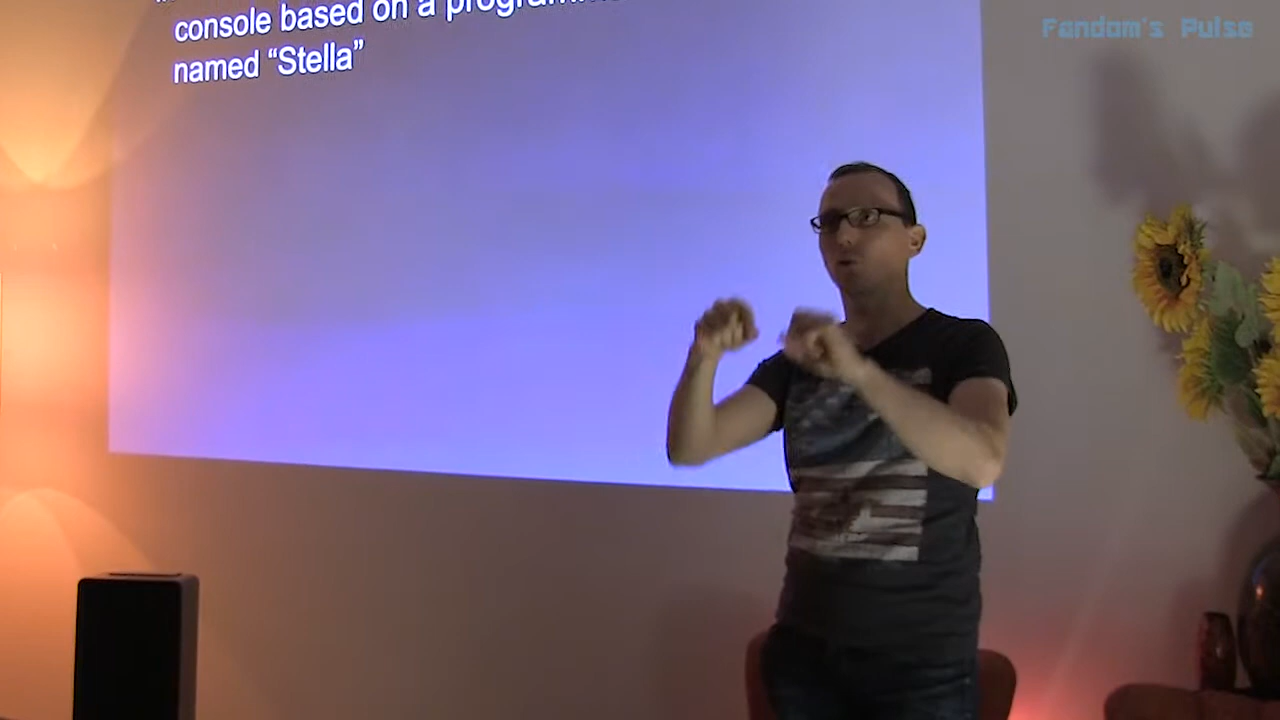 console based on a
named “Stella”
Fandom's Pulse